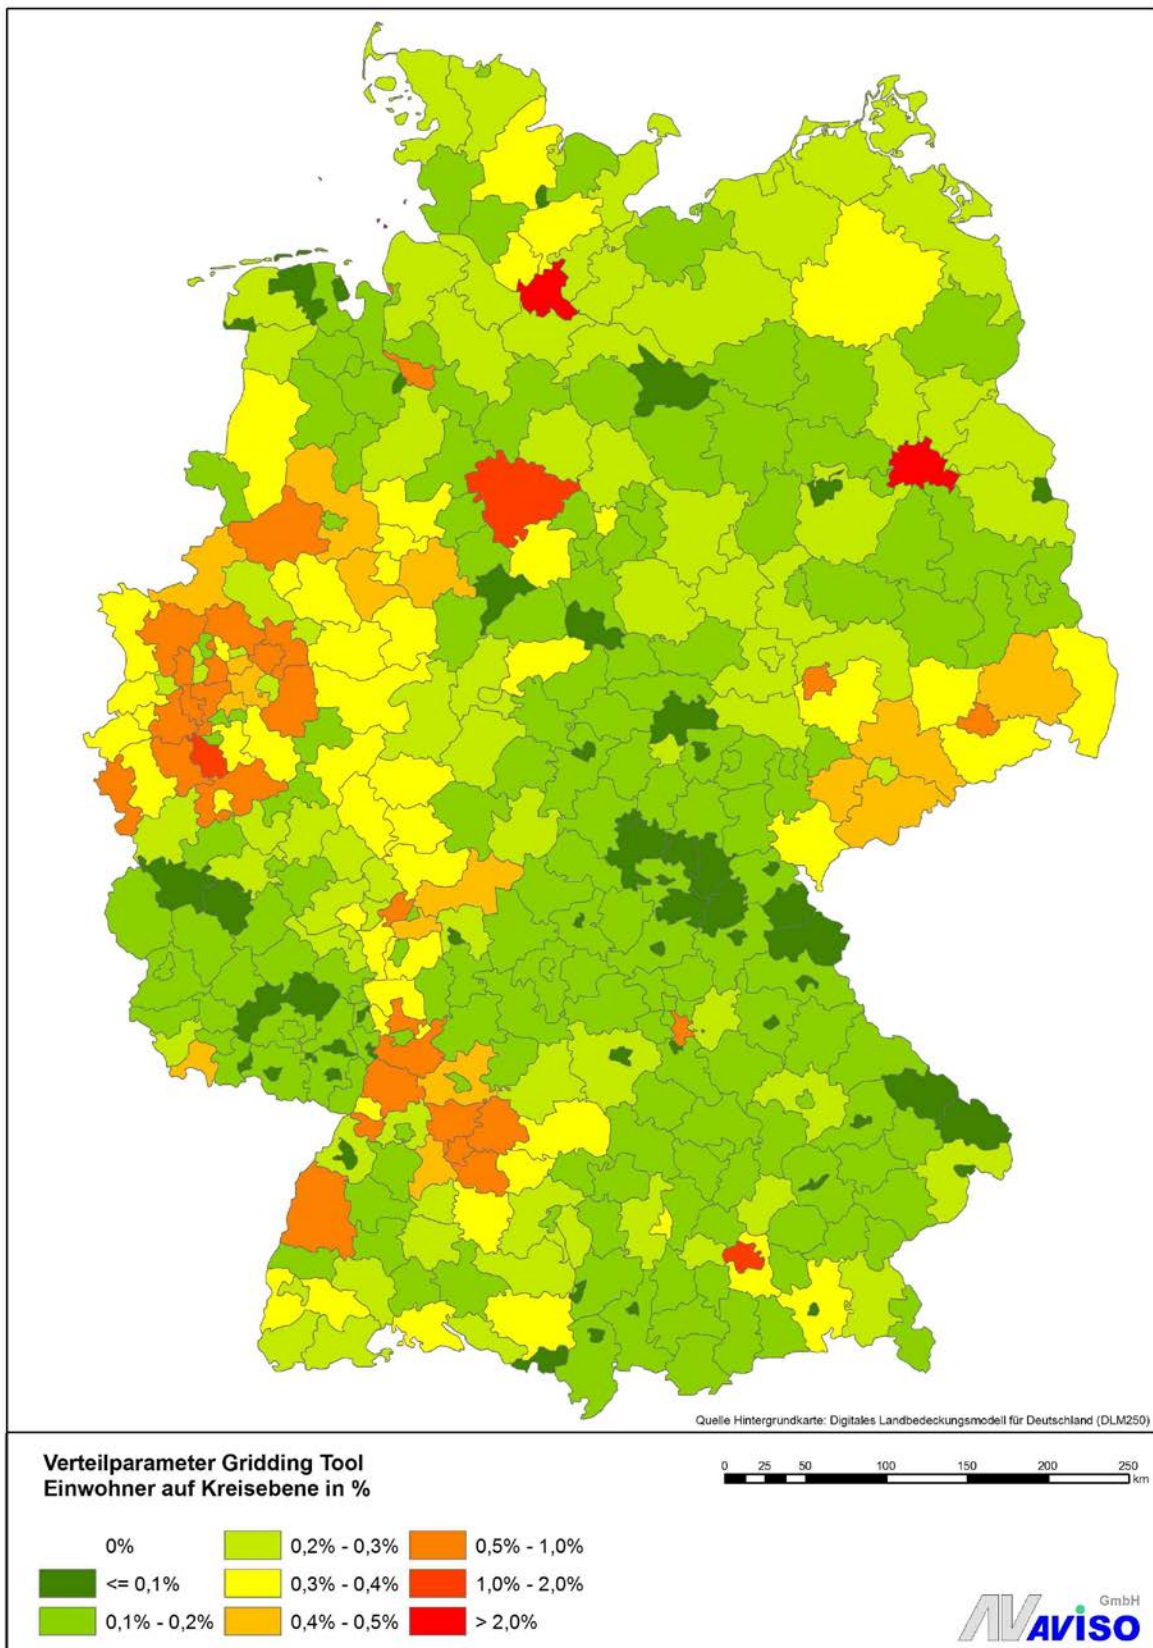 Quelle Hintergrundkarte: Digitales Landbedeckungsmodell für Deutschland (DLM250)
Verteilparameter Gridding Tool
Einwohner auf Kreisebene in %
0 25 50 100 150 200 250
km
0% 0,2% - 0,3% 0,5% - 1,0%
<= 0,1% 0,3% - 0,4% 1,0% - 2,0%
0,1% - 0,2% 0,4% - 0,5% > 2,0%
GmbH
AVISO